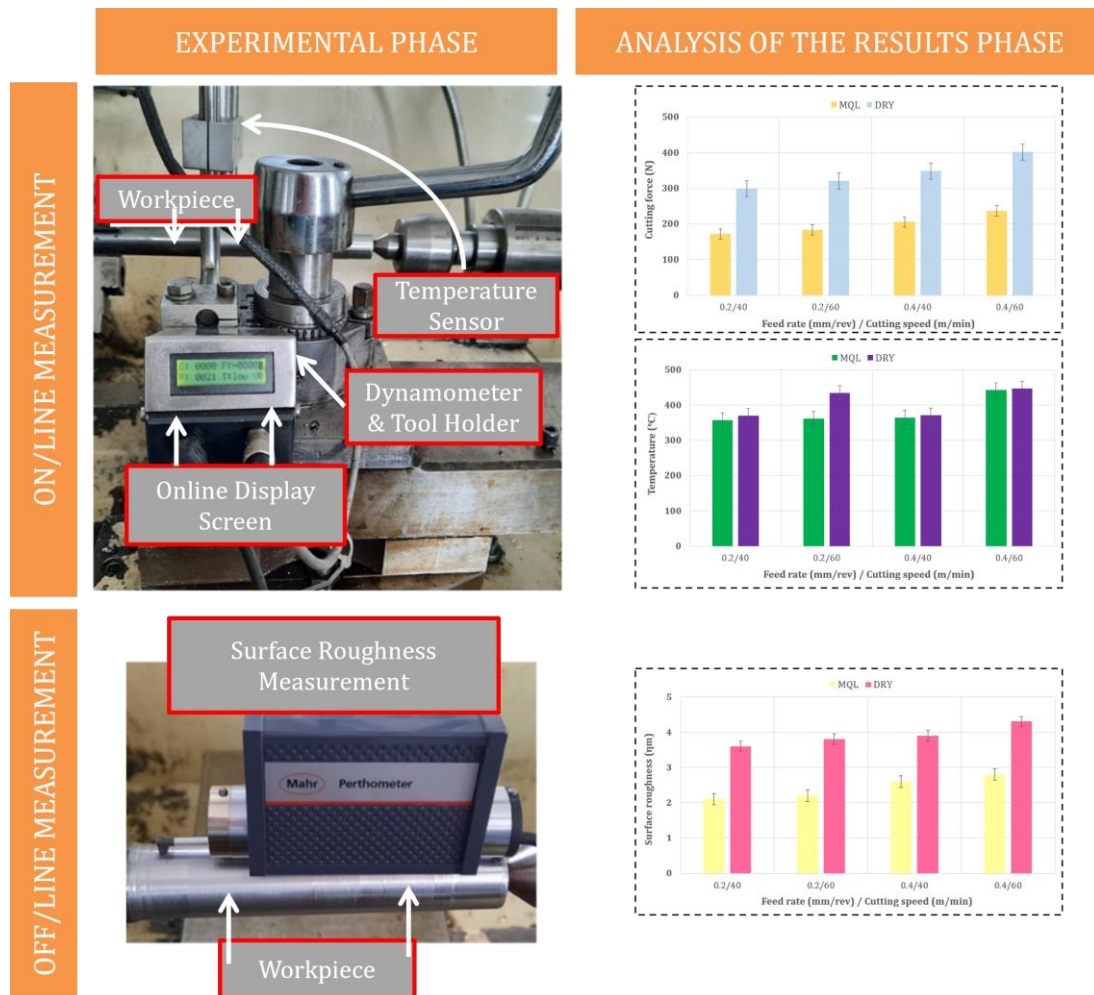 EXPERIMENTAL PHASE
ANALYSIS OF THE RESULTS PHASE
ON/LINE MEASUREMENT
Workpiece
Temperature
Sensor
Dynamometer
& Tool Holder
Online Display
Screen
MQL DRY
500
400
300
200
100
0
Cutting force (N)
0.2/40 0.2/60 0.4/40 0.4/60
Feed rate (mm/rev) / Cutting speed (m/min)
MQL DRY
500
400
300
200
100
0
Temperature (°C)
0.2/40 0.2/60 0.4/40 0.4/60
Feed rate (mm/rev) / Cutting speed (m/min)
OFF/LINE MEASUREMENT
Surface Roughness
Measurement
Mahr Perthometer
Workpiece
MQL DRY
5
4
3
2
1
0
Surface roughness (ηm)
0.2/40 0.2/60 0.4/40 0.4/60
Feed rate (mm/rev) / Cutting speed (m/min)